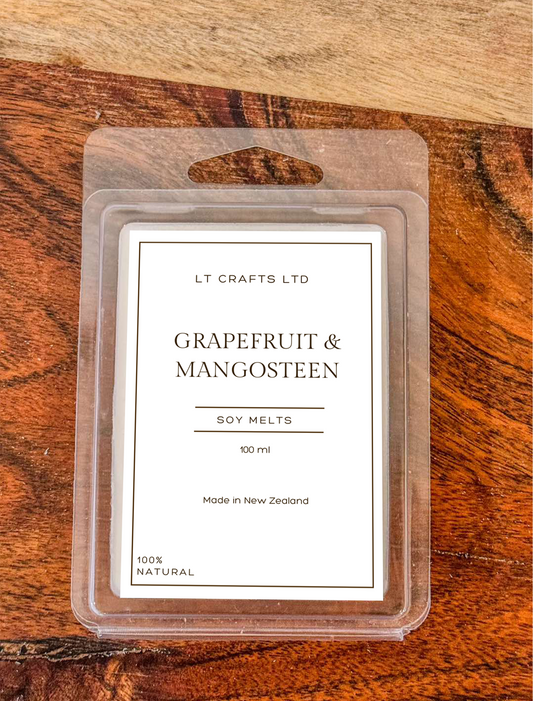 LT CRAFTS LTD
GRAPEFRUIT &
MANGOSTEEN
SOY MELTS
100 ml
Made in New Zealand
100%
NATURAL